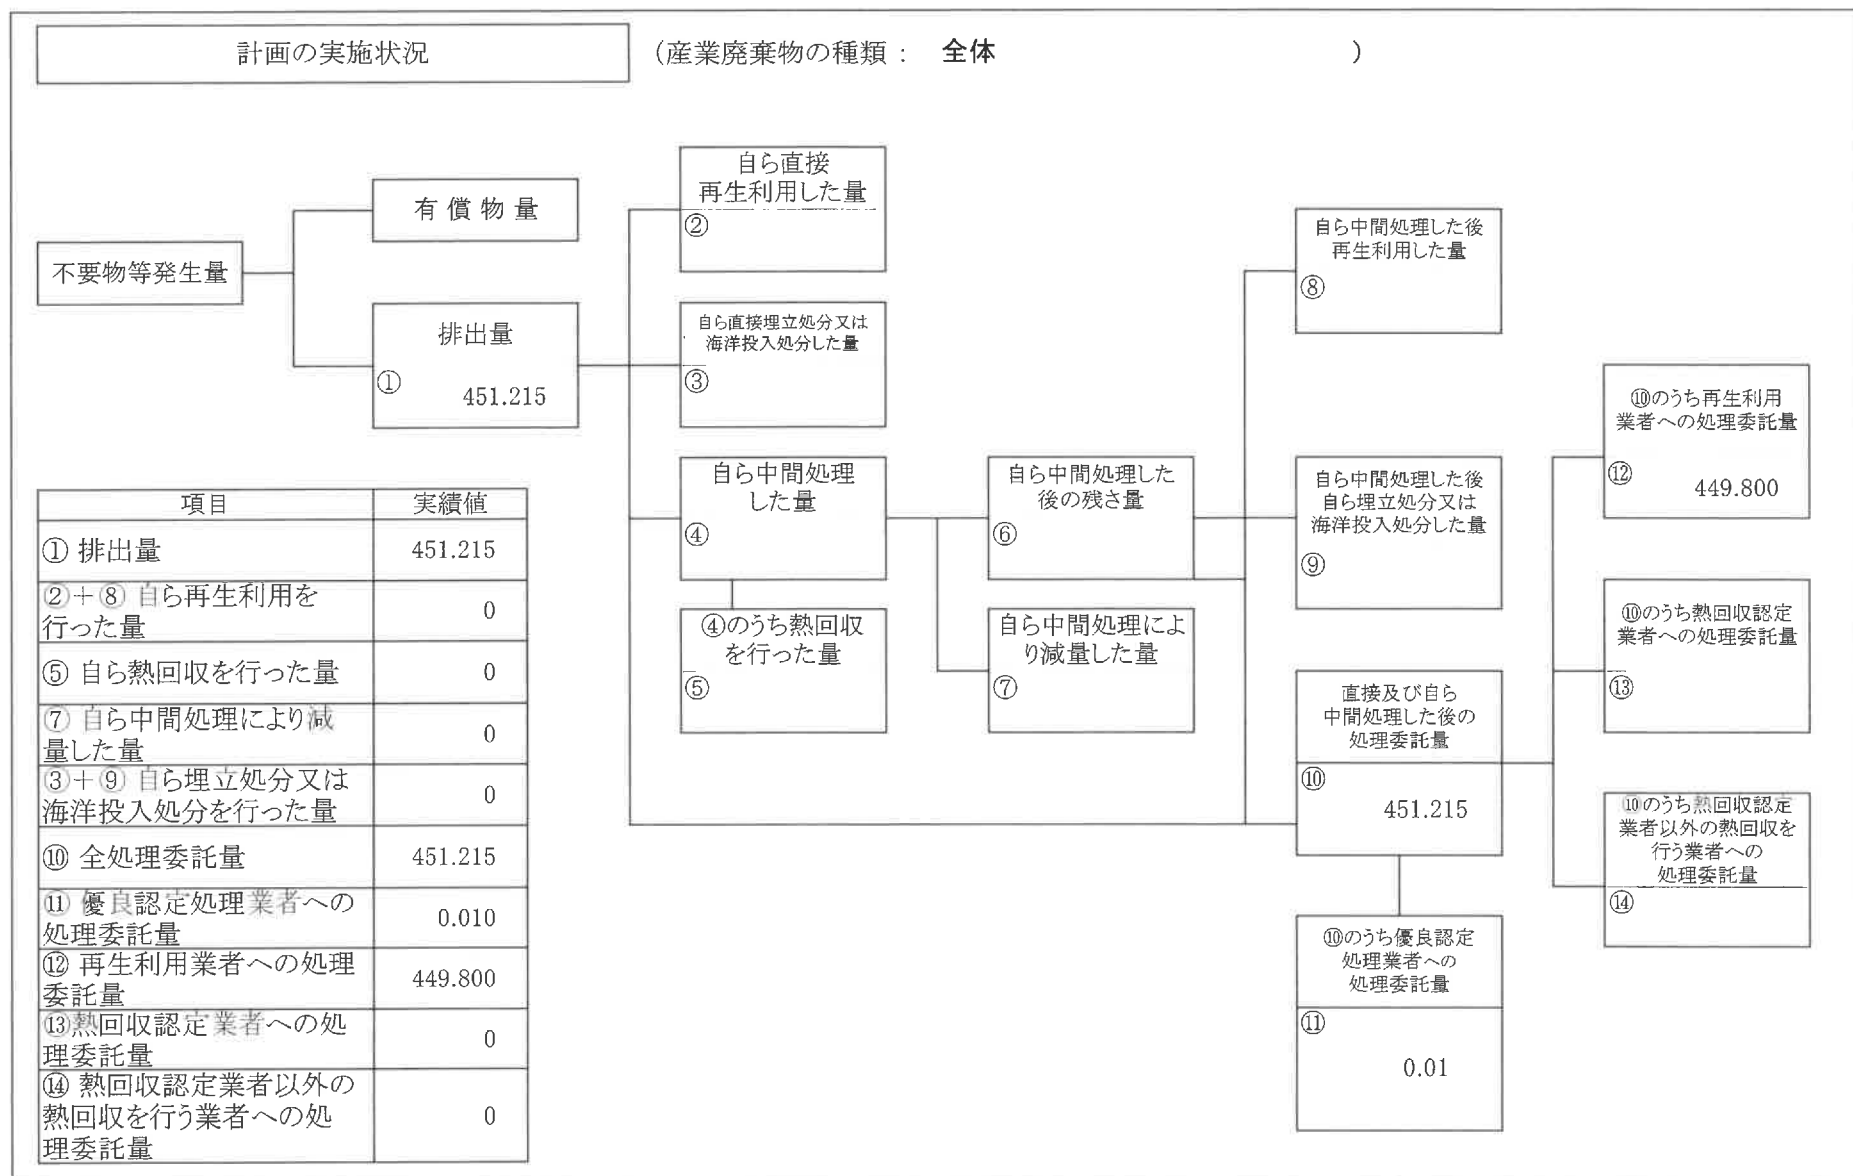 計画の実施状況
(産業廃棄物の種類： 全体 )
不要物等発生量
有償物量
排出量
①
451.215
自ら直接
再生利用した量
②
自ら直接埋立処分又は
海洋投入処分した量
③
自ら中間処理
した量
④
④のうち熱回収
を行った量
⑤
自ら中間処理した
後の残さ量
⑥
自ら中間処理によ
り減量した量
⑦
自ら中間処理した後
再生利用した量
⑧
自ら中間処理した後
自ら埋立処分又は
海洋投入処分した量
⑨
直接及び自ら
中間処理した後の
処理委託量
⑩
451.215
⑩のうち優良認定
処理業者への
処理委託量
⑪
0.01
⑩のうち再生利用
業者への処理委託量
⑫
449.800
⑩のうち熱回収認定
業者への処理委託量
⑬
⑩のうち熱回収認定
業者以外の熱回収を
行う業者への
処理委託量
⑭
項目 実績値
① 排出量 451.215
②＋⑧ 自ら再生利用を
行った量 0
⑤ 自ら熱回収を行った量 0
⑦ 自ら中間処理により減
量した量 0
③＋⑨ 自ら埋立処分又は
海洋投入処分を行った量 0
⑩ 全処理委託量 451.215
⑪ 優良認定処理業者への
処理委託量 0.010
⑫ 再生利用業者への処理
委託量 449.800
⑬熱回収認定業者への処
理委託量 0
⑭ 熱回収認定業者以外の
熱回収を行う業者への処
理委託量 0